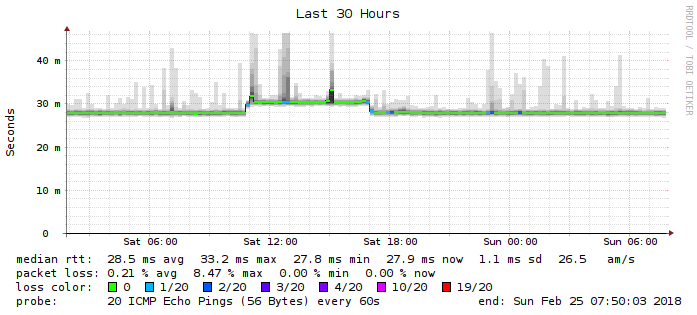 Last 30 Hours
RRDTOOL / TOBI OETIKER
Seconds
40 m
30 m
20 m
10 m
0
Sat 06:00 Sat 12:00 Sat 18:00 Sun 00:00 Sun 06:00
median rtt: 28.5 ms avg 33.2 ms max 27.8 ms min 27.9 ms now 1.1 ms sd 26.5 am/s
packet loss: 0.21 % avg 8.47 % max 0.00 % min 0.00 % now
loss color: 0 1/20 2/20 3/20 4/20 10/20 19/20
probe: 20 ICMP Echo Pings (56 Bytes) every 60s end: Sun Feb 25 07:50:03 2018